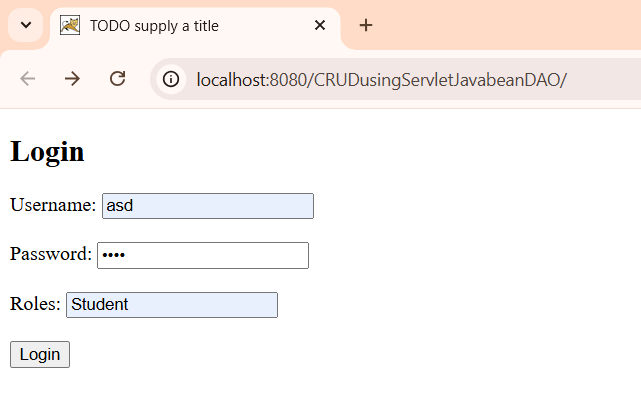 TODO supply a title
localhost:8080/CRUDusingServletJavabeanDAO/
Login
Username: asd
Password: ••••
Roles: Student
Login